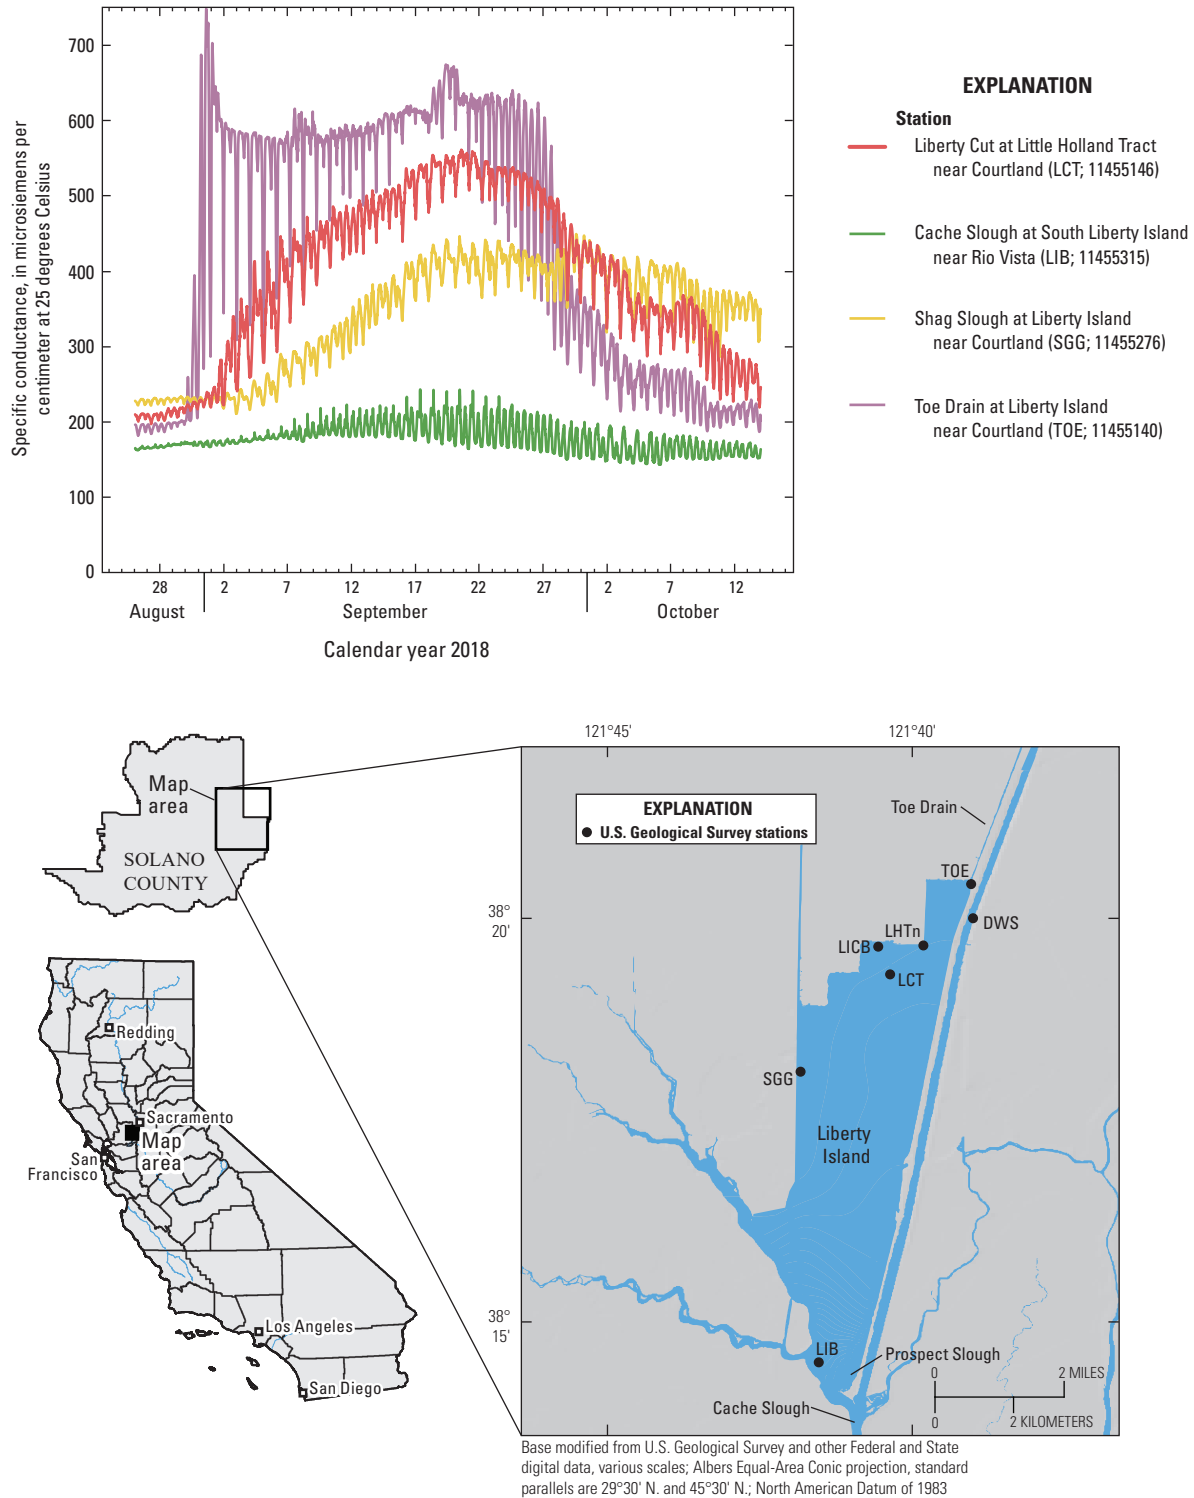 Specific conductance, in microsiemens per
centimeter at 25 degrees Celsius
700
600
500
400
300
200
100
0
28
2
7
12
17
22
27
2
7
12
August
September
October
Calendar year 2018
EXPLANATION
Station
Liberty Cut at Little Holland Tract
near Courtland (LCT; 11455146)
Cache Slough at South Liberty Island
near Rio Vista (LIB; 11455315)
Shag Slough at Liberty Island
near Courtland (SGG; 11455276)
Toe Drain at Liberty Island
near Courtland (TOE; 11455140)
Map
area
SOLANO
COUNTY
Redding
Sacramento
Map
area
San
Francisco
Los Angeles
San Diego
121°45'
121°40'
EXPLANATION
U.S. Geological Survey stations
Toe Drain
TOE
38°
20'
DWS
LHTn
LICB
LCT
SGG
Liberty
Island
38°
15'
LIB
Prospect Slough
Cache Slough
0
2 MILES
0
2 KILOMETERS
Base modified from U.S. Geological Survey and other Federal and State
digital data, various scales; Albers Equal-Area Conic projection, standard
parallels are 29°30' N. and 45°30' N.; North American Datum of 1983